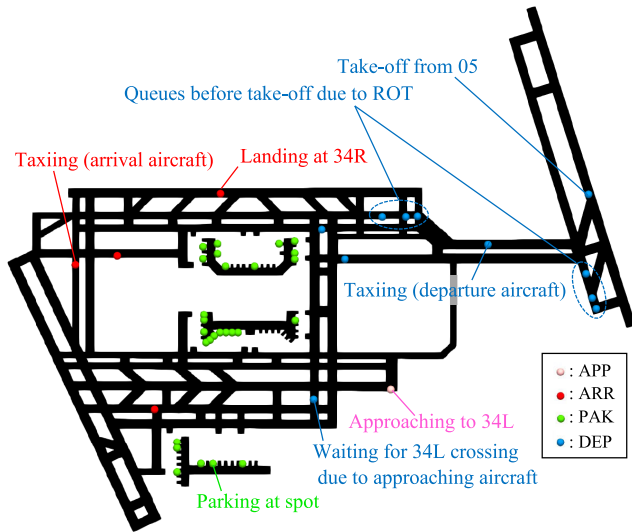 Take-off from 05
Queues before take-off due to ROT
Taxiing (arrival aircraft)
Landing at 34R
Taxiing (departure aircraft)
: APP
: ARR
: PAK
: DEP
Approaching to 34L
Waiting for 34L crossing
due to approaching aircraft
Parking at spot